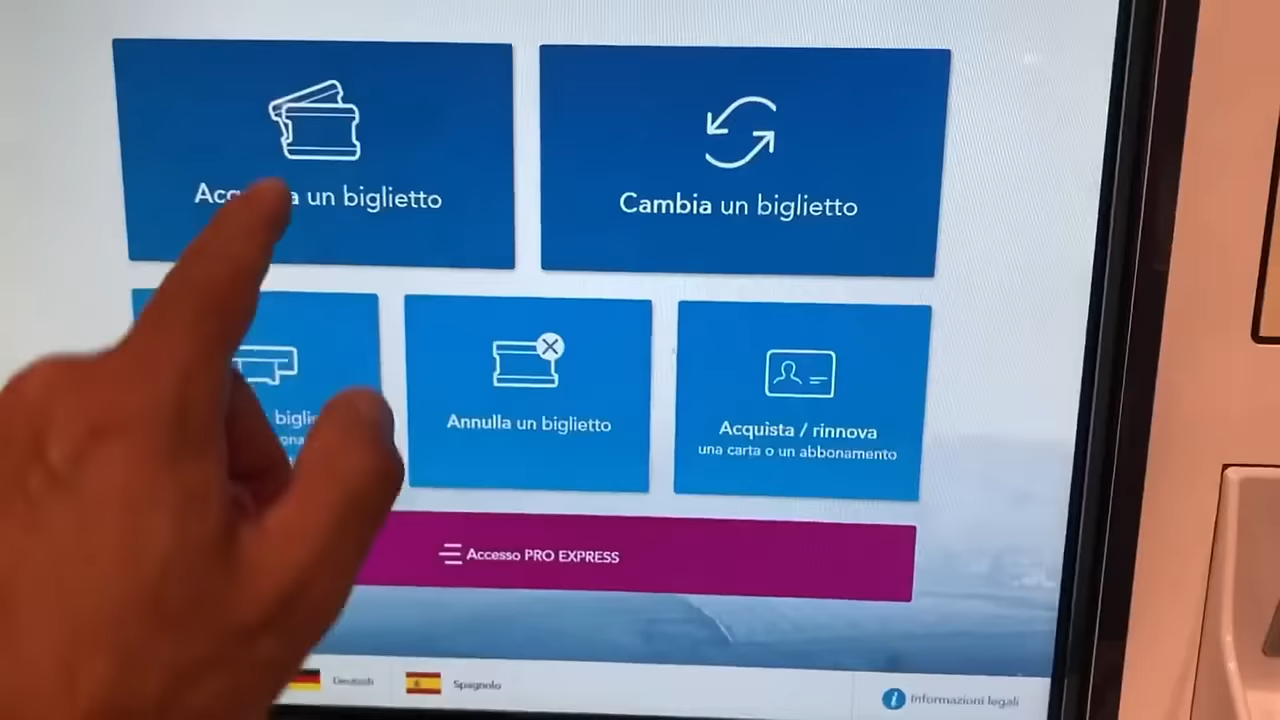 un biglietto
Cambia un biglietto
Annulla un biglietto
Acquista / rinnova
una carta o un abbonamento
Accesso PRO EXPRESS
Deutsch
Spagnolo
Informazioni legali